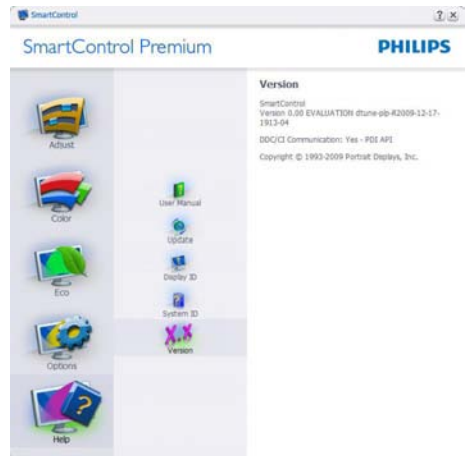 SmartControl
SmartControl Premium
PHILIPS
Adjust
Color
Eco
Options
Help
User Manual
Update
Display ID
System ID
X.X
Version
Version
SmartControl
Version 0.00 EVALUATION dtune-plp-R2009-12-17-
1913-04
DDC/CI Communication: Yes - PDI API
Copyright © 1993-2009 Portrait Displays, Inc.